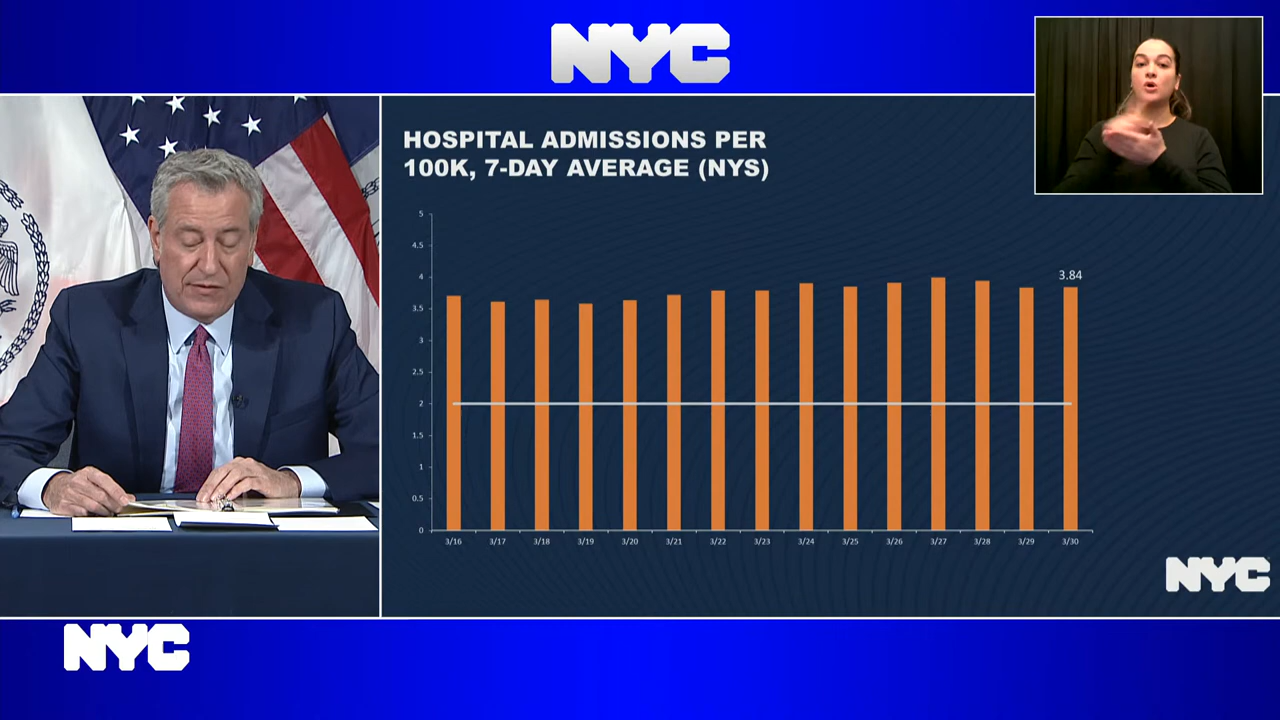 NYC
HOSPITAL ADMISSIONS PER
100K, 7-DAY AVERAGE (NYS)
5
4.5
4
3.5
3
2.5
2
1.5
1
0.5
0
3.84
3/16 3/17 3/18 3/19 3/20 3/21 3/22 3/23 3/24 3/25 3/26 3/27 3/28 3/29 3/30
NYC
NYC